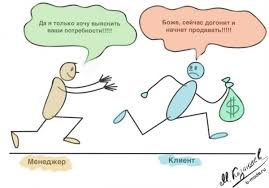 Да я только хочу выяснить
ваши потребности!!!!!
Боже, сейчас догонит и
начнет продавать!!!!!
$
Менеджер
Клиент